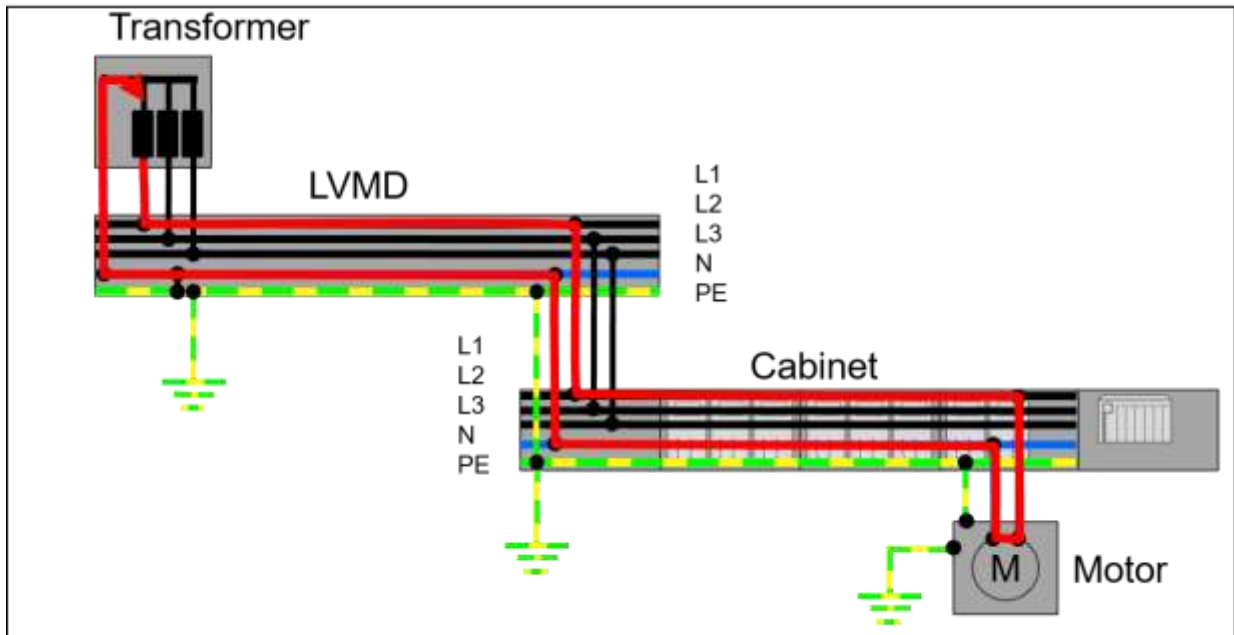 Transformer
LVMD
L1
L2
L3
N
PE
L1
L2
L3
N
PE
Cabinet
M
Motor